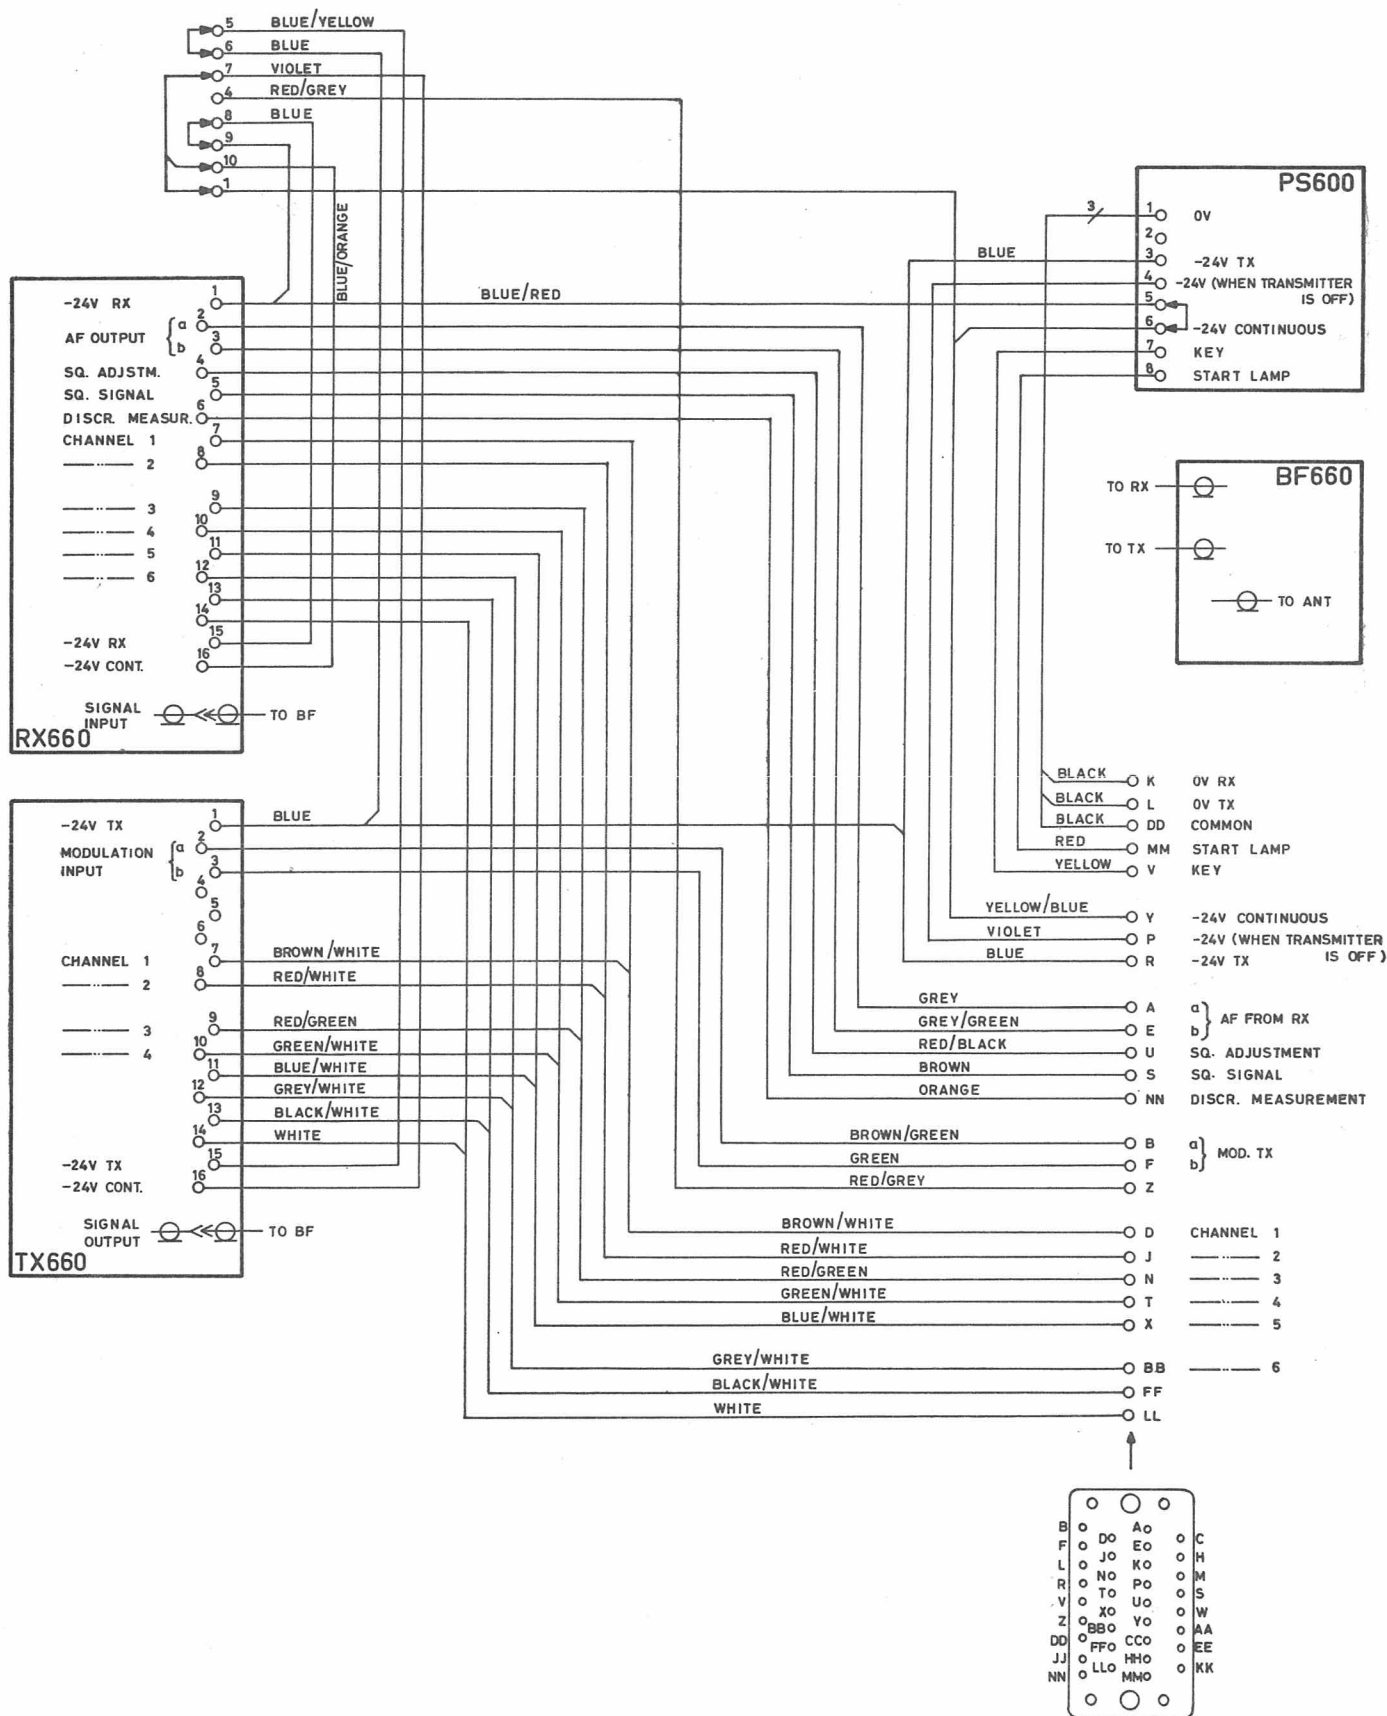 5 BLUE/YELLOW
6 BLUE
7 VIOLET
4 RED/GREY
8 BLUE
9
10
1
BLUE/ORANGE
PS600
3
1 0V
2
BLUE
3 -24V TX
4 -24V (WHEN TRANSMITTER
IS OFF)
5
6 -24V CONTINUOUS
7 KEY
8 START LAMP
-24V RX 1
BLUE/RED
AF OUTPUT a 2
b 3
SQ. ADJSTM. 4
SQ. SIGNAL 5
DISCR. MEASUR. 6
CHANNEL 1 7
2 8
3 9
4 10
5 11
6 12
13
14
-24V RX 15
-24V CONT. 16
SIGNAL
INPUT
TO BF
RX660
BF660
TO RX
TO TX
TO ANT
-24V TX 1
BLUE
MODULATION
INPUT
a 2
b 3
4
5
6
CHANNEL 1 7 BROWN/WHITE
2 8 RED/WHITE
3 9 RED/GREEN
4 10 GREEN/WHITE
11 BLUE/WHITE
12 GREY/WHITE
13 BLACK/WHITE
14 WHITE
-24V TX 15
-24V CONT. 16
SIGNAL
OUTPUT
TO BF
TX660
BLACK K 0V RX
BLACK L 0V TX
BLACK DD COMMON
RED MM START LAMP
YELLOW V KEY
YELLOW/BLUE Y -24V CONTINUOUS
VIOLET P -24V (WHEN TRANSMITTER
IS OFF)
BLUE R -24V TX
GREY A a
GREY/GREEN E b
AF FROM RX
RED/BLACK U SQ. ADJUSTMENT
BROWN S SQ. SIGNAL
ORANGE NN DISCR. MEASUREMENT
BROWN/GREEN B a
GREEN F b
MOD. TX
RED/GREY Z
BROWN/WHITE D CHANNEL 1
RED/WHITE J 2
RED/GREEN N 3
GREEN/WHITE T 4
BLUE/WHITE X 5
GREY/WHITE BB 6
BLACK/WHITE FF
WHITE LL
B A
D C
F E
J H
L K
N M
R P
T S
V U
X W
Z Y
BB AA
DD CC
FF EE
JJ HH
LL KK
NN MM